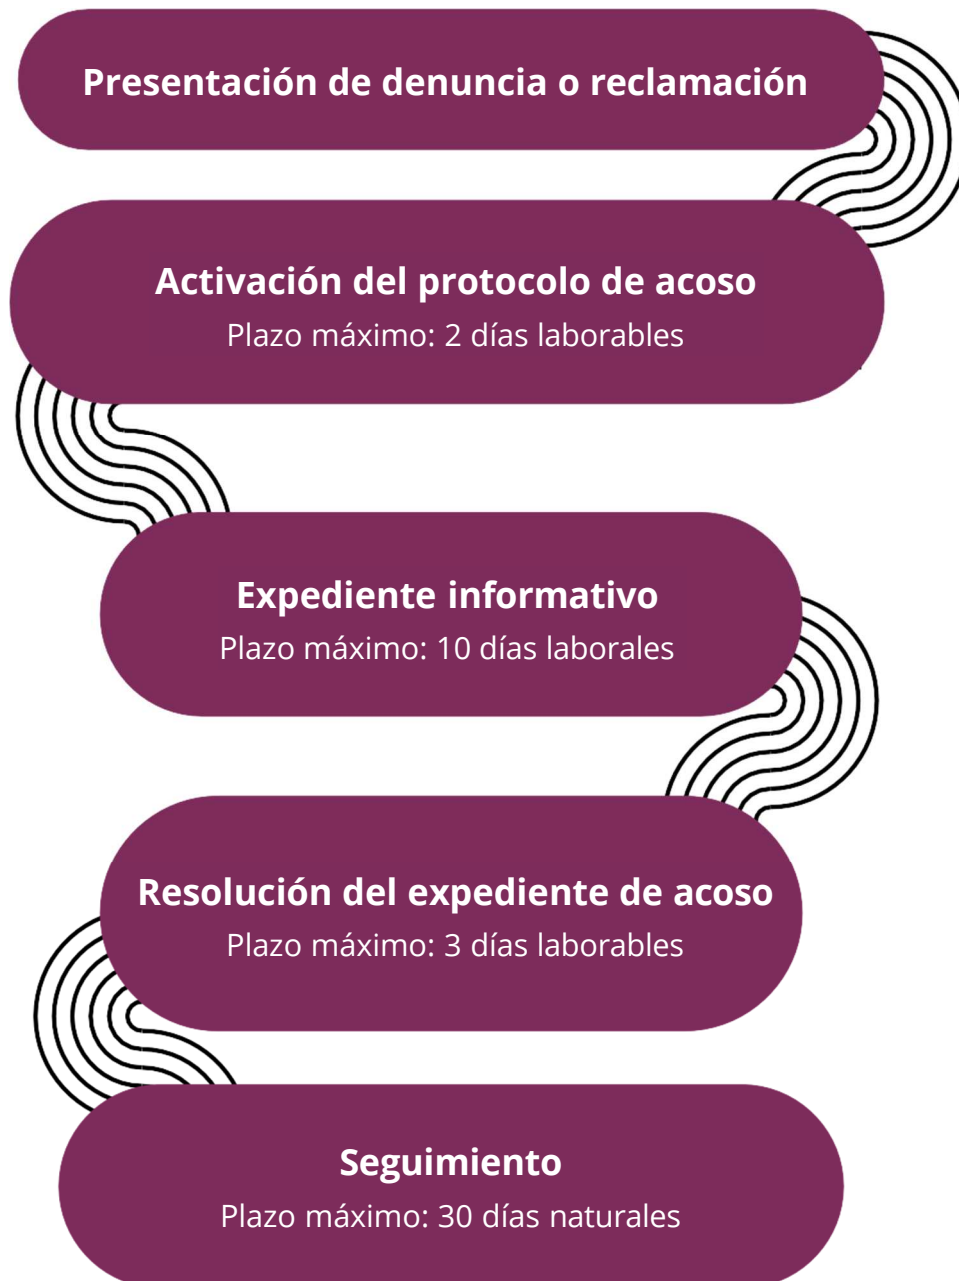 Presentación de denuncia o reclamación
Activación del protocolo de acoso
Plazo máximo: 2 días laborables
Expediente informativo
Plazo máximo: 10 días laborales
Resolución del expediente de acoso
Plazo máximo: 3 días laborables
Seguimiento
Plazo máximo: 30 días naturales